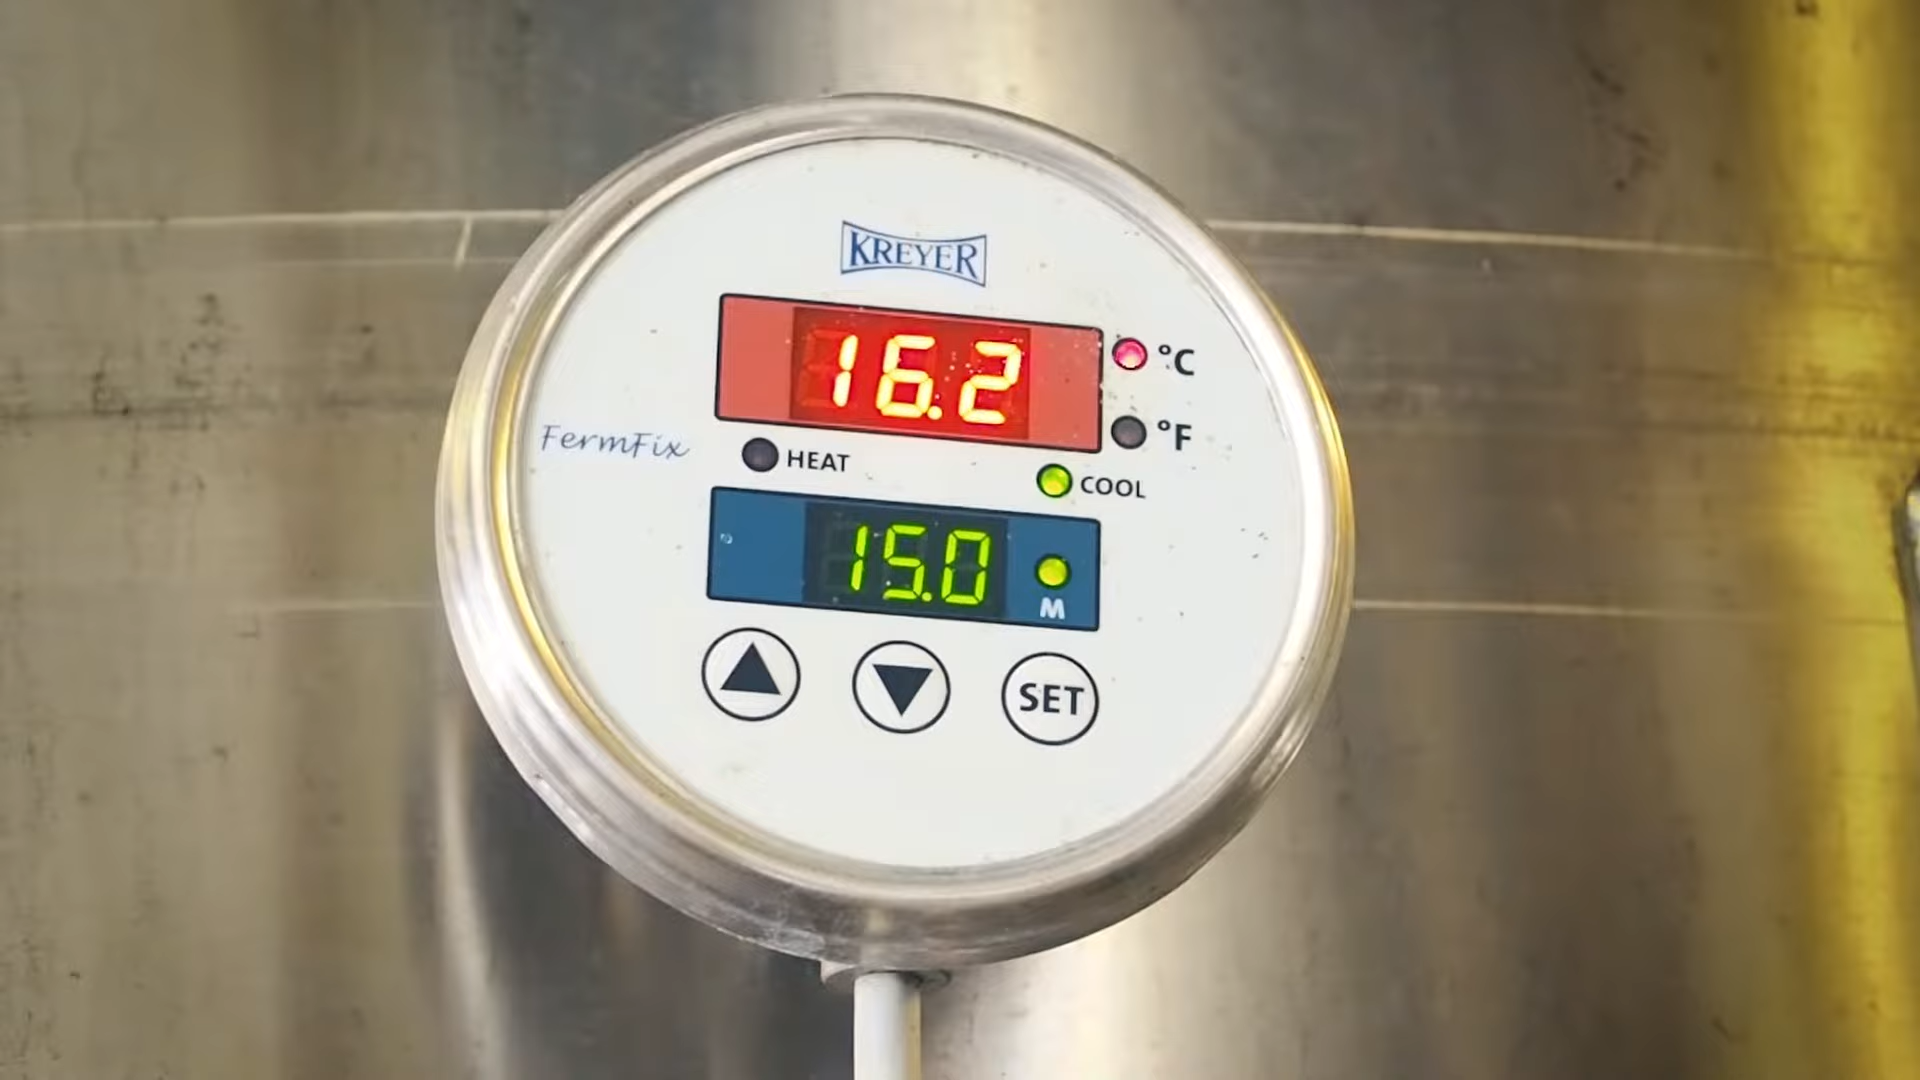 KREYER
16.2
°C
°F
FermFix
HEAT
COOL
15.0
M
SET